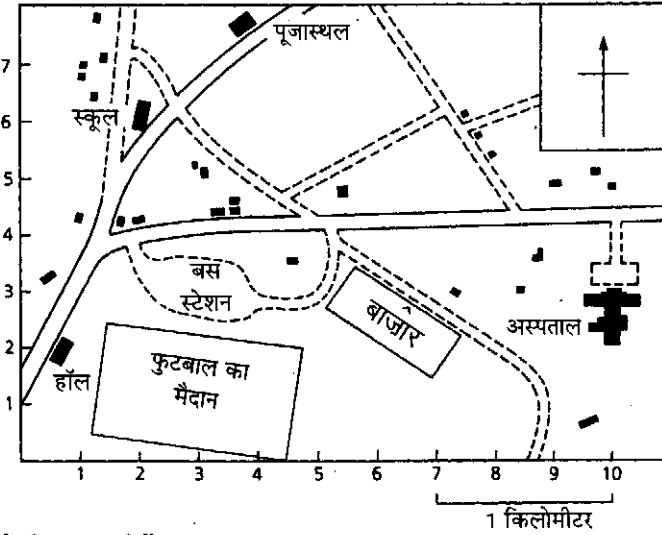 7
6
5
4
3
2
1
पूजास्थल
स्कूल
बस
स्टेशन
बाज़ार
अस्पताल
हॉल
फुटबाल का
मैदान
1 2 3 4 5 6 7 8 9 10
1 किलोमीटर